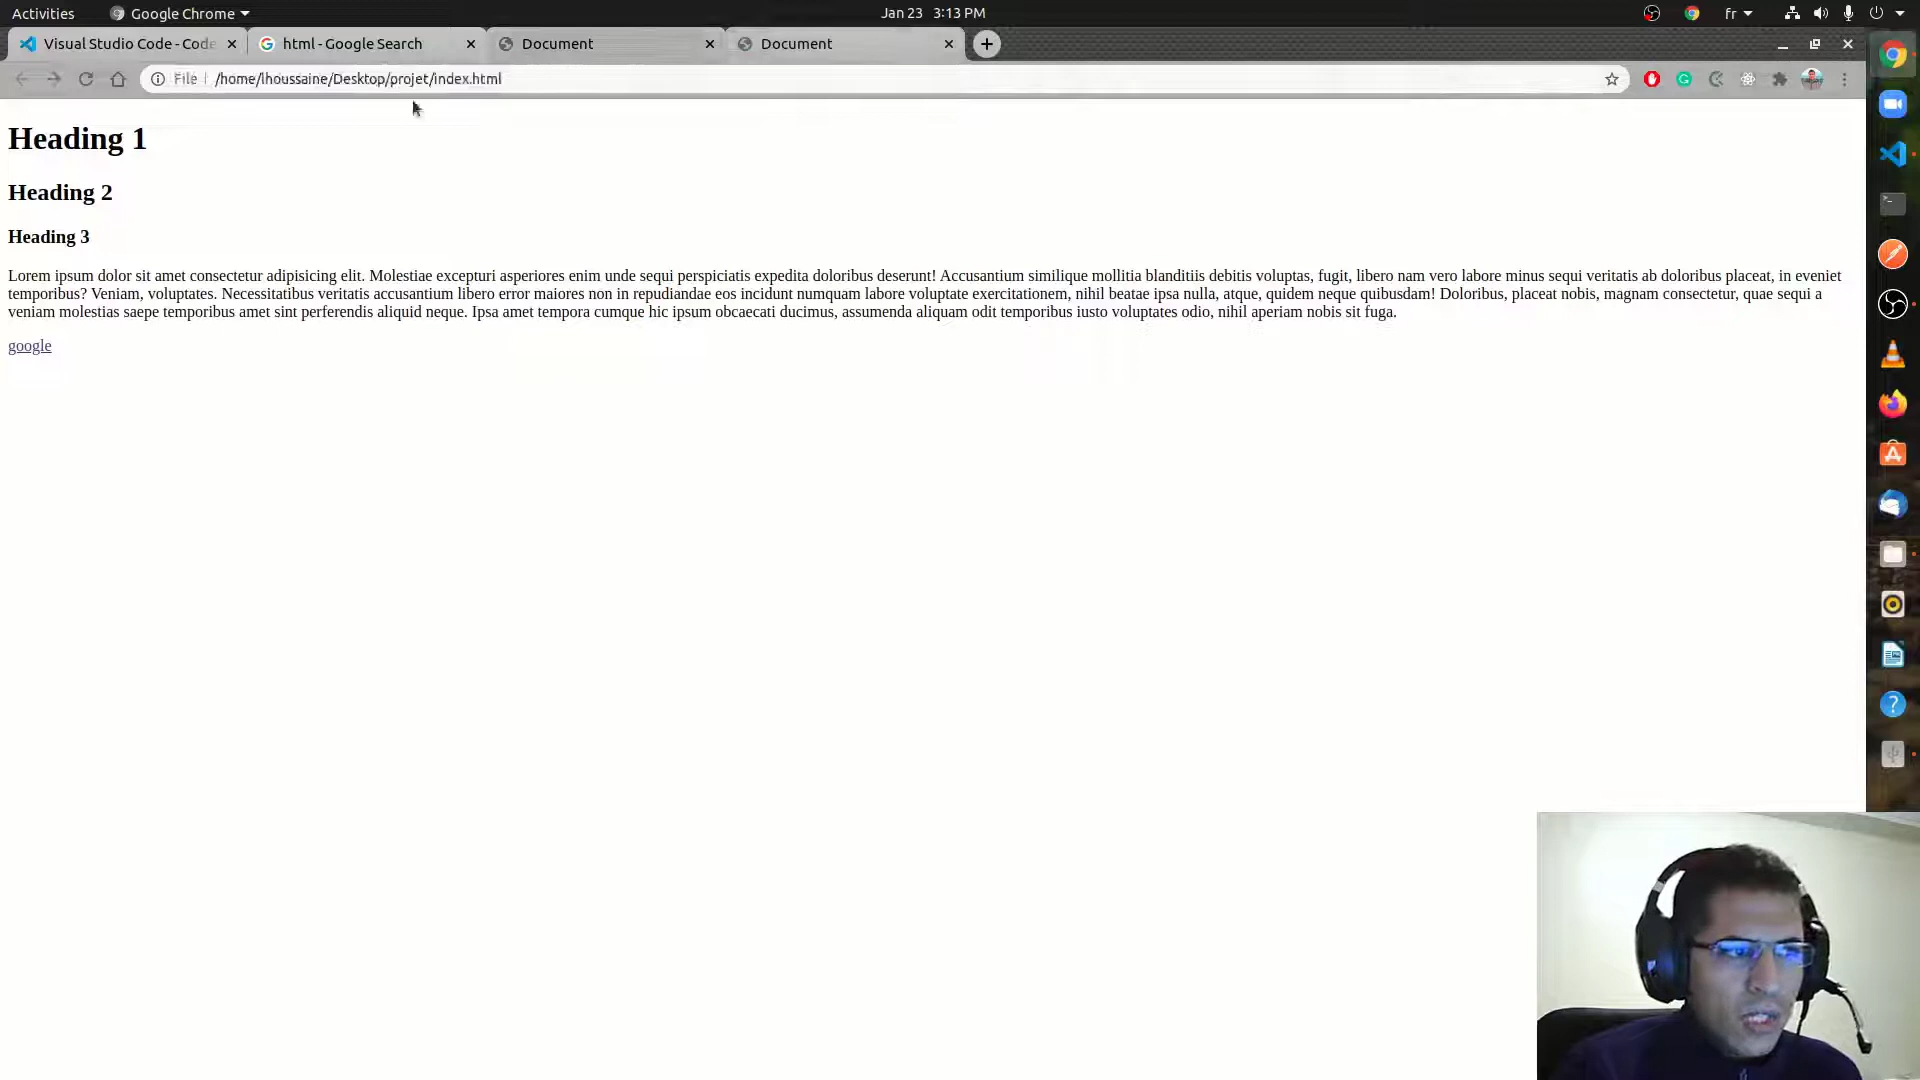 Activities
Google Chrome
Jan 23 3:13 PM
fr
Visual Studio Code - Code
html - Google Search
Document
Document
File
/home/lhoussaine/Desktop/projet/index.html
Heading 1
Heading 2
Heading 3
Lorem ipsum dolor sit amet consectetur adipisicing elit. Molestiae excepturi asperiores enim unde sequi perspiciatis expedita doloribus deserunt! Accusantium similique mollitia blanditiis debitis voluptas, fugit, libero nam vero labore minus sequi veritatis ab doloribus placeat, in eveniet
temporibus? Veniam, voluptates. Necessitatibus veritatis accusantium libero error maiores non in repudiandae eos incidunt numquam labore voluptate exercitationem, nihil beatae ipsa nulla, atque, quidem neque quibusdam! Doloribus, placeat nobis, magnam consectetur, quae sequi a
veniam molestias saepe temporibus amet sint perferendis aliquid neque. Ipsa amet tempora cumque hic ipsum obcaecati ducimus, assumenda aliquam odit temporibus iusto voluptates odio, nihil aperiam nobis sit fuga.
google